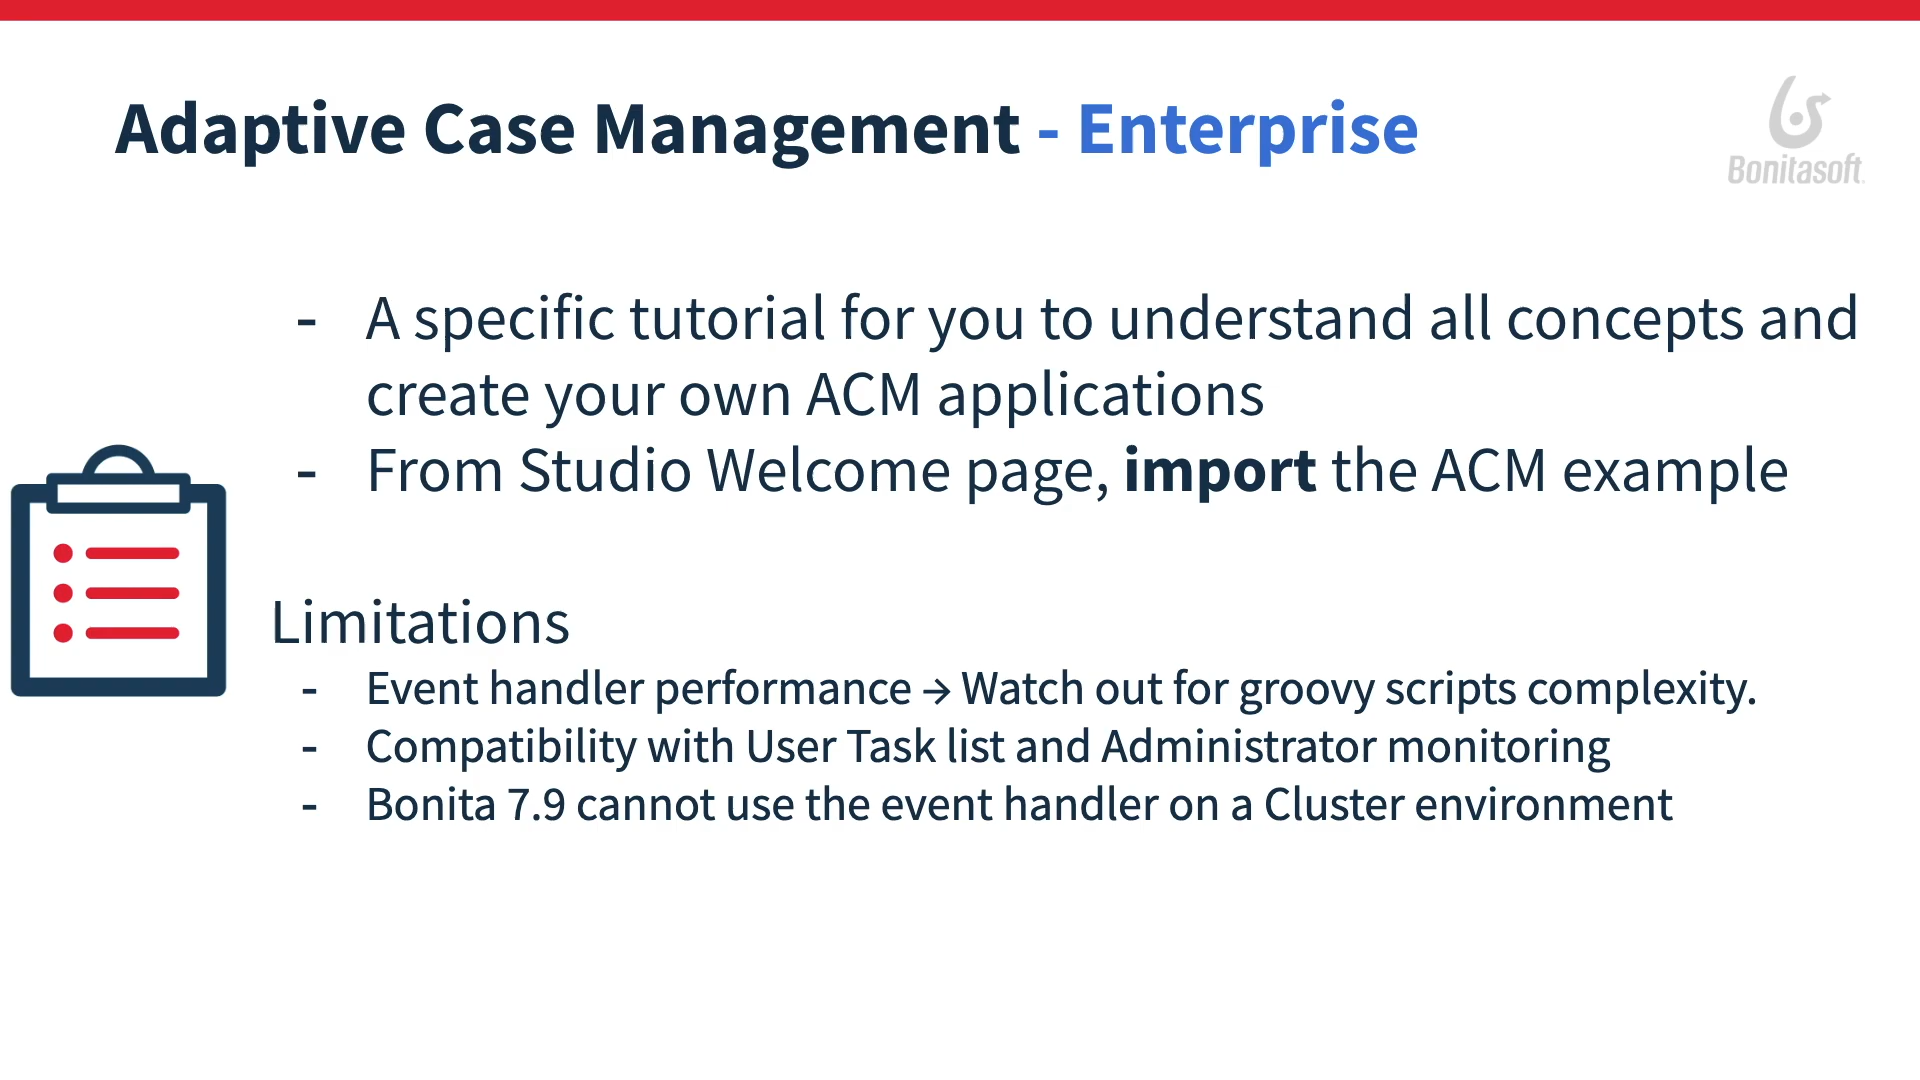 Adaptive Case Management - Enterprise
Bonitasoft
- A specific tutorial for you to understand all concepts and
create your own ACM applications
- From Studio Welcome page, import the ACM example
Limitations
- Event handler performance → Watch out for groovy scripts complexity.
- Compatibility with User Task list and Administrator monitoring
- Bonita 7.9 cannot use the event handler on a Cluster environment